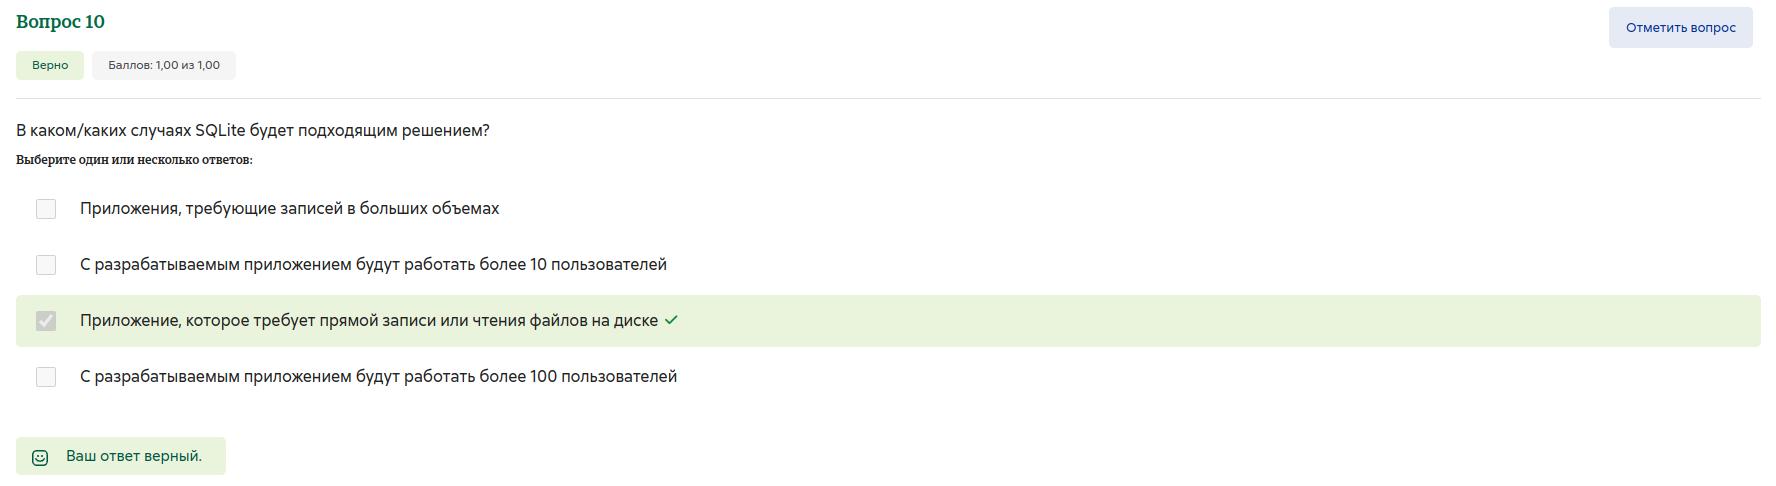 Вопрос 10
Отметить вопрос
Верно
Баллов: 1,00 из 1,00
В каком/каких случаях SQLite будет подходящим решением?
Выберите один или несколько ответов:
Приложения, требующие записей в больших объемах
С разрабатываемым приложением будут работать более 10 пользователей
Приложение, которое требует прямой записи или чтения файлов на диске
С разрабатываемым приложением будут работать более 100 пользователей
Ваш ответ верный.